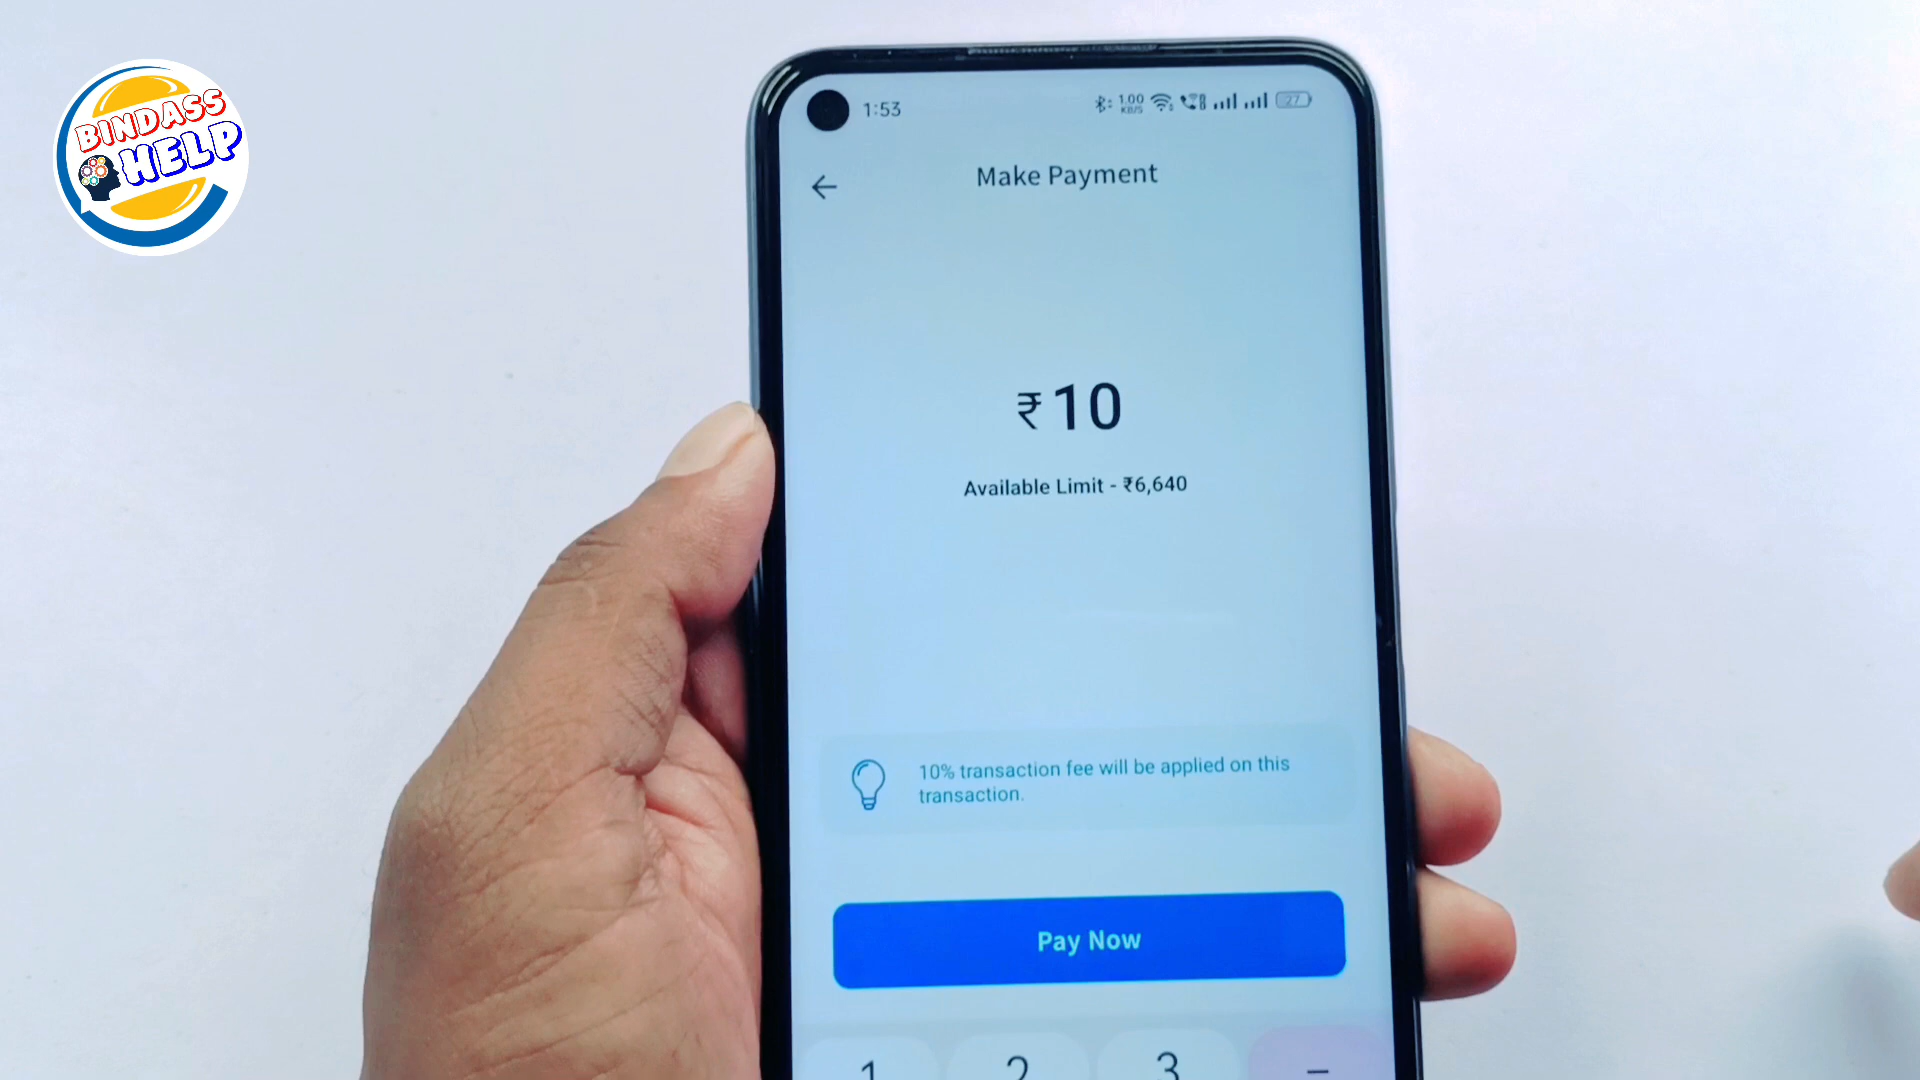 BINDASS
HELP
1:53
1.00
KB/S
27
Make Payment
₹10
Available Limit - ₹6,640
10% transaction fee will be applied on this
transaction.
Pay Now
1 2 3 –